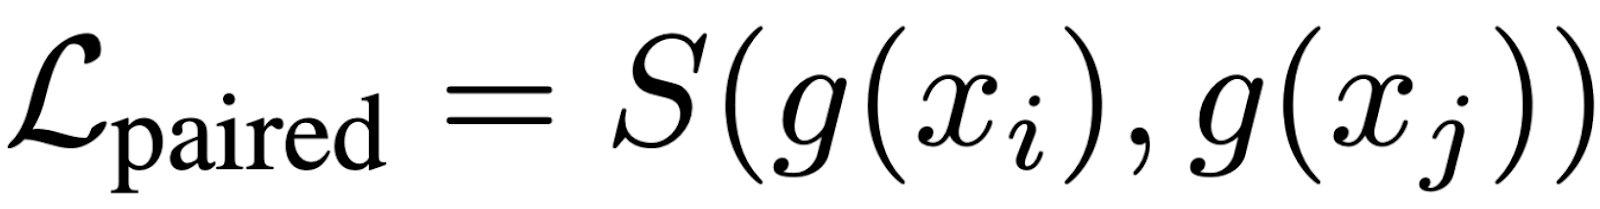 ℒ_paired = S(g(x_i), g(x_j))